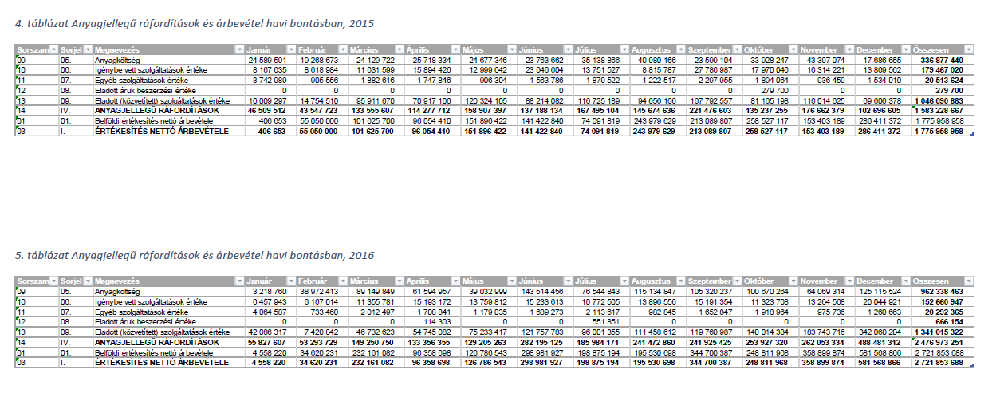 4. táblázat Anyagjellegű ráfordítások és árbevétel havi bontásban, 2015
Sorszam Sorjel Megnevezés Január Február Március Április Május Június Július Augusztus Szeptember Október November December Összesen
09 05. Anyagköltség 24 589 591 19 268 673 24 129 722 25 718 334 24 677 346 23 763 662 35 138 866 40 980 166 23 599 104 33 928 247 43 397 074 17 686 655 336 877 440
10 06. Igénybe vett szolgáltatások értéke 8 167 635 8 618 984 11 631 599 15 894 426 12 999 642 23 646 604 13 751 527 8 815 787 27 786 987 17 970 046 16 314 221 13 869 562 179 467 020
11 07. Egyéb szolgáltatások értéke 3 742 989 905 556 1 882 616 1 747 846 906 304 1 563 786 1 879 522 1 222 517 2 297 955 1 894 064 936 459 1 534 010 20 513 624
12 08. Eladott áruk beszerzési értéke 0 0 0 0 0 0 0 0 0 279 700 0 0 279 700
13 09. Eladott (közvetített) szolgáltatások értéke 10 009 297 14 754 510 95 911 670 70 917 106 120 324 105 88 214 082 116 725 189 94 656 166 167 792 557 81 165 198 116 014 625 69 606 378 1 046 090 883
14 IV. ANYAGJELLEGŰ RÁFORDÍTÁSOK 46 509 512 43 547 723 133 555 607 114 277 712 158 907 397 137 188 134 167 495 104 145 674 636 221 476 603 135 237 255 176 662 379 102 696 605 1 583 228 667
01 01. Belföldi értékesítés nettó árbevétele 406 653 55 050 000 101 625 700 96 054 410 151 896 422 141 422 840 74 091 819 243 979 629 213 089 807 258 527 117 153 403 189 286 411 372 1 775 958 958
03 I. ÉRTÉKESÍTÉS NETTÓ ÁRBEVÉTELE 406 653 55 050 000 101 625 700 96 054 410 151 896 422 141 422 840 74 091 819 243 979 629 213 089 807 258 527 117 153 403 189 286 411 372 1 775 958 958
5. táblázat Anyagjellegű ráfordítások és árbevétel havi bontásban, 2016
Sorszam Sorjel Megnevezés Január Február Március Április Május Június Július Augusztus Szeptember Október November December Összesen
09 05. Anyagköltség 3 218 760 38 972 413 89 149 849 61 594 957 39 032 999 143 514 456 76 544 843 115 134 847 105 320 237 100 670 264 64 069 314 125 115 524 962 338 463
10 06. Igénybe vett szolgáltatások értéke 6 457 943 6 167 014 11 355 781 15 193 172 13 759 812 15 233 613 10 772 505 13 896 556 15 191 354 11 323 708 13 264 568 20 044 921 152 660 947
11 07. Egyéb szolgáltatások értéke 4 064 587 733 460 2 012 497 1 708 841 1 179 035 1 689 273 2 113 617 982 845 1 652 847 1 918 964 975 736 1 260 663 20 292 365
12 08. Eladott áruk beszerzési értéke 0 0 0 114 303 0 0 551 851 0 0 0 0 0 666 154
13 09. Eladott (közvetített) szolgáltatások értéke 42 086 317 7 420 842 46 732 623 54 745 082 75 233 417 121 757 783 96 001 355 111 458 612 119 760 987 140 014 384 183 743 716 342 060 204 1 341 015 322
14 IV. ANYAGJELLEGŰ RÁFORDÍTÁSOK 55 827 607 53 293 729 149 250 750 133 356 355 129 205 263 282 195 125 185 984 171 241 472 860 241 925 425 253 927 320 262 053 334 488 481 312 2 476 973 251
01 01. Belföldi értékesítés nettó árbevétele 4 558 220 34 620 231 232 161 082 96 358 698 126 786 543 298 981 927 198 875 194 195 530 698 344 700 387 248 811 968 358 899 874 581 568 866 2 721 853 688
03 I. ÉRTÉKESÍTÉS NETTÓ ÁRBEVÉTELE 4 558 220 34 620 231 232 161 082 96 358 698 126 786 543 298 981 927 198 875 194 195 530 698 344 700 387 248 811 968 358 899 874 581 568 866 2 721 853 688